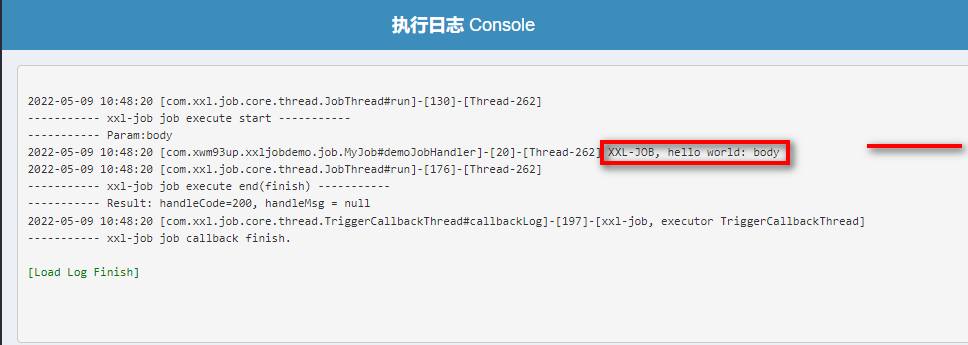 执行日志 Console
2022-05-09 10:48:20 [com.xxl.job.core.thread.JobThread#run]-[130]-[Thread-262]
----------- xxl-job job execute start -----------
----------- Param:body
2022-05-09 10:48:20 [com.xwm93up.xxljobdemo.job.MyJob#demoJobHandler]-[20]-[Thread-262] XXL-JOB, hello world: body
2022-05-09 10:48:20 [com.xxl.job.core.thread.JobThread#run]-[176]-[Thread-262]
----------- xxl-job job execute end(finish) -----------
----------- Result: handleCode=200, handleMsg = null
2022-05-09 10:48:20 [com.xxl.job.core.thread.TriggerCallbackThread#callbackLog]-[197]-[xxl-job, executor TriggerCallbackThread]
----------- xxl-job job callback finish.
[Load Log Finish]